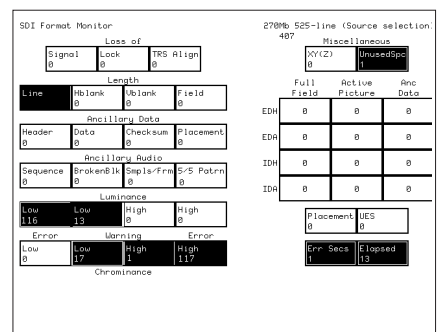 SDI Format Monitor
270Mb 525-line (Source selection)
407
Loss of
Signal Lock TRS Align
0 0 0
Miscellaneous
XY(Z) UnusedSpc
0 1
Length
Line Hblank Vblank Field
0 0 0
Full Field Active Picture Anc Data
EDH 0 0 0
EDA 0 0 0
IDH 0 0 0
IDA 0 0 0
Ancillary Data
Header Data Checksum Placement
0 0 0 0
Ancillary Audio
Sequence BrokenBlk Smpls/Frm 5/5 Patrn
0 0 0 0
Luminance
Low Low High High
116 13 0 0
Error Warning Error
Low Low High High
0 17 1 117
Chrominance
Placement UES
0 0
Err Secs Elapsed
1 13